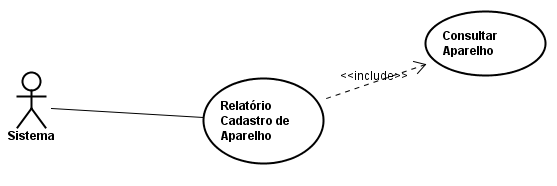 Consultar
Aparelho
<<include>>
Relatório
Cadastro de
Aparelho
Sistema